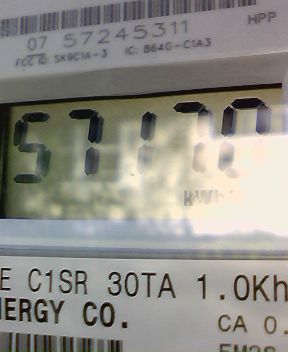 07 57245311
HPP
FCC ID: SK9C1A-3 IC: 864G-C1A3
57170
kWh
E C1SR 30TA 1.0Kh
NERGY CO.
CA 0.